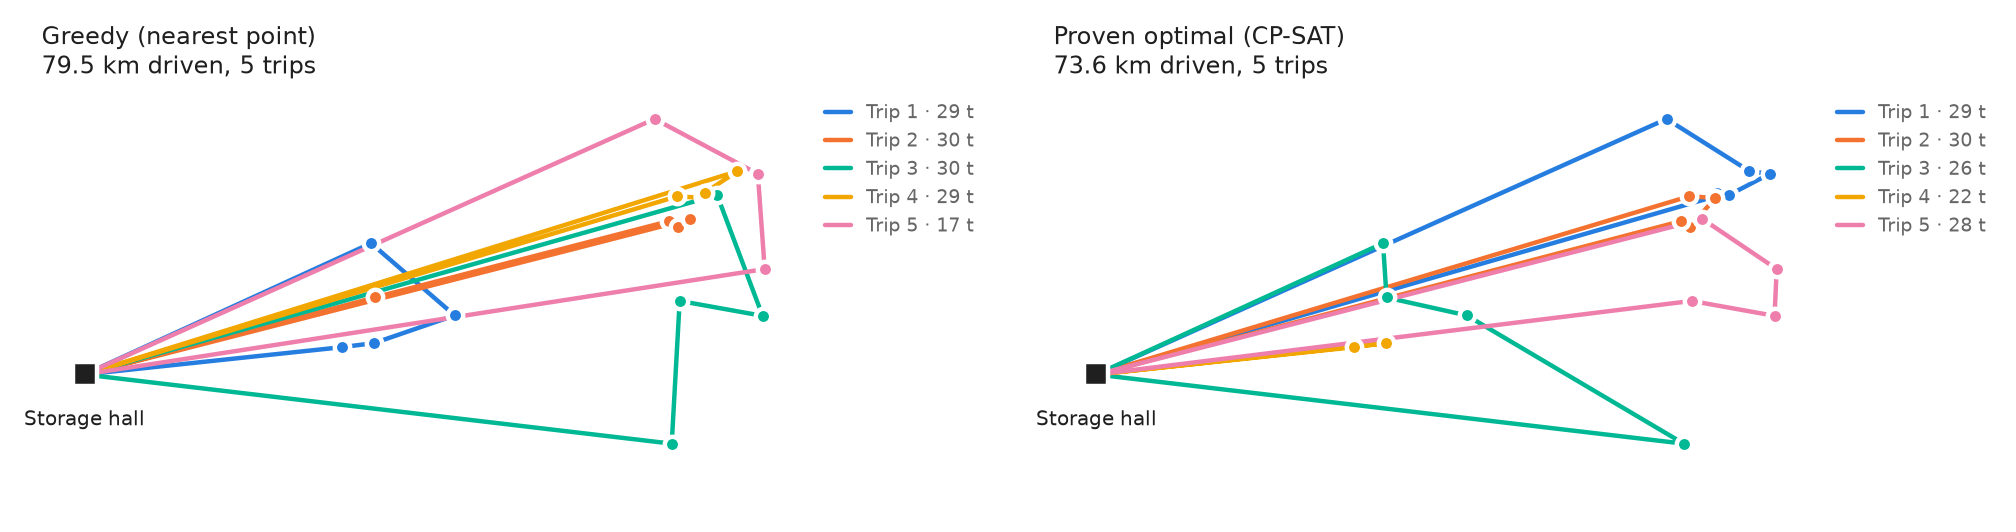 Greedy (nearest point)
79.5 km driven, 5 trips
Trip 1 · 29 t
Trip 2 · 30 t
Trip 3 · 30 t
Trip 4 · 29 t
Trip 5 · 17 t
Storage hall
Proven optimal (CP-SAT)
73.6 km driven, 5 trips
Trip 1 · 29 t
Trip 2 · 30 t
Trip 3 · 26 t
Trip 4 · 22 t
Trip 5 · 28 t
Storage hall